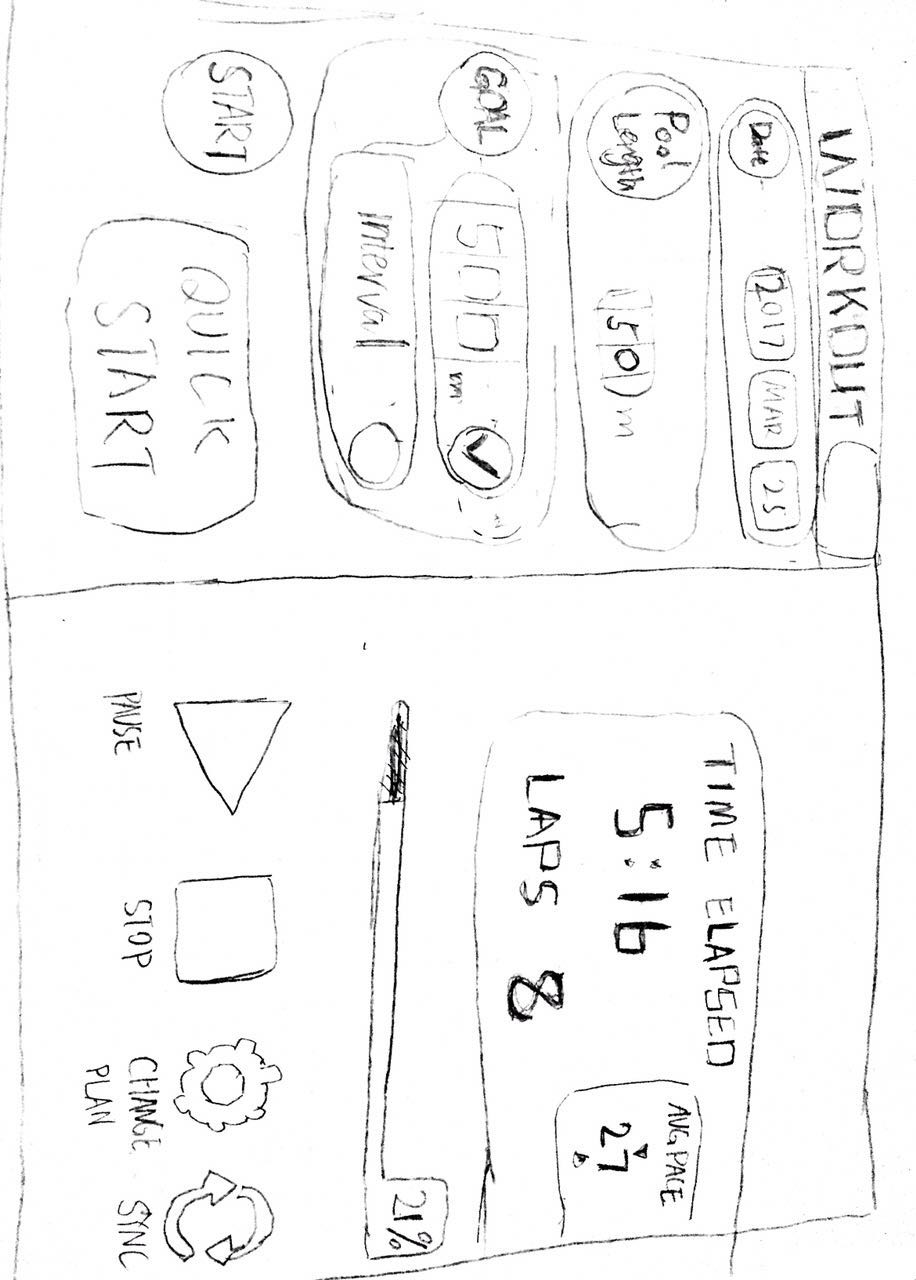 WORKOUT
Date 2017 MAR 25
Pool
Length
50 m
GOAL 500
Interval
START
QUICK
START
TIME ELAPSED
5:16
LAPS 8
AVG PACE
27
21%
PAUSE
STOP
CHANGE
PLAN
SYNC